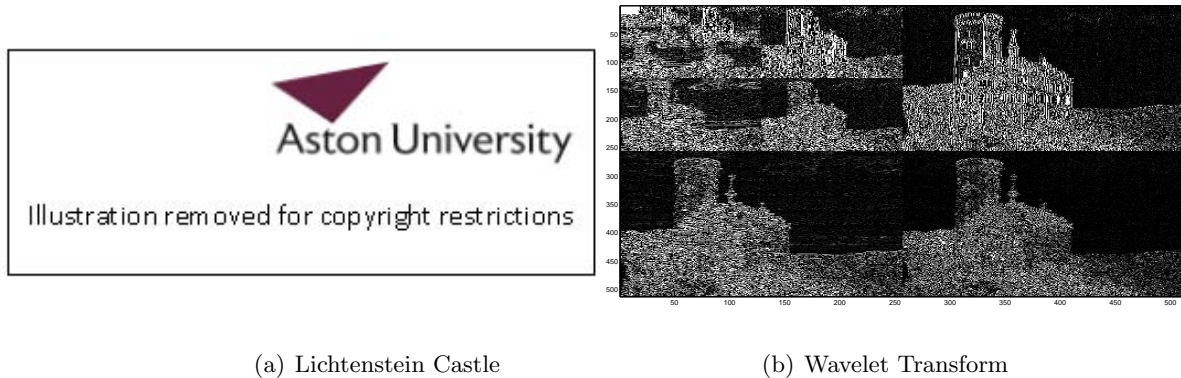 Aston University
Illustration removed for copyright restrictions
50
100
150
200
250
300
350
400
450
500
50 100 150 200 250 300 350 400 450 500
(a) Lichtenstein Castle
(b) Wavelet Transform